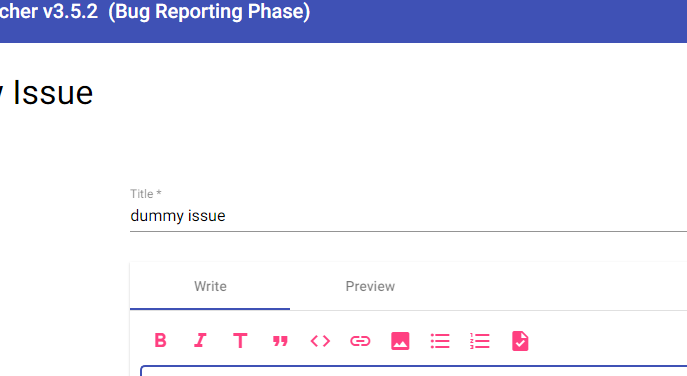 cher v3.5.2 (Bug Reporting Phase)
Issue
Title *
dummy issue
Write Preview